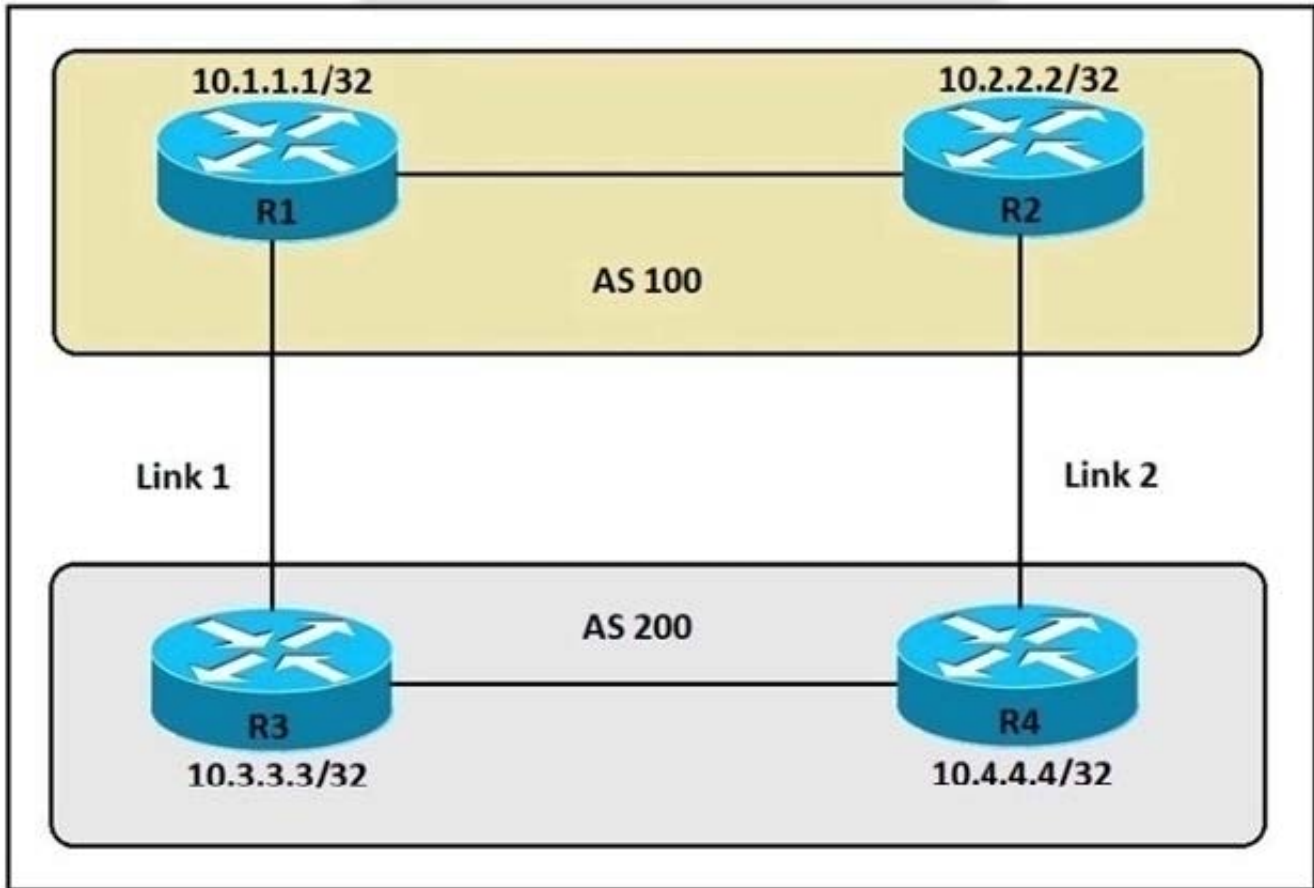 10.1.1.1/32
10.2.2.2/32
R1
R2
AS 100
Link 1
Link 2
AS 200
R3
R4
10.3.3.3/32
10.4.4.4/32